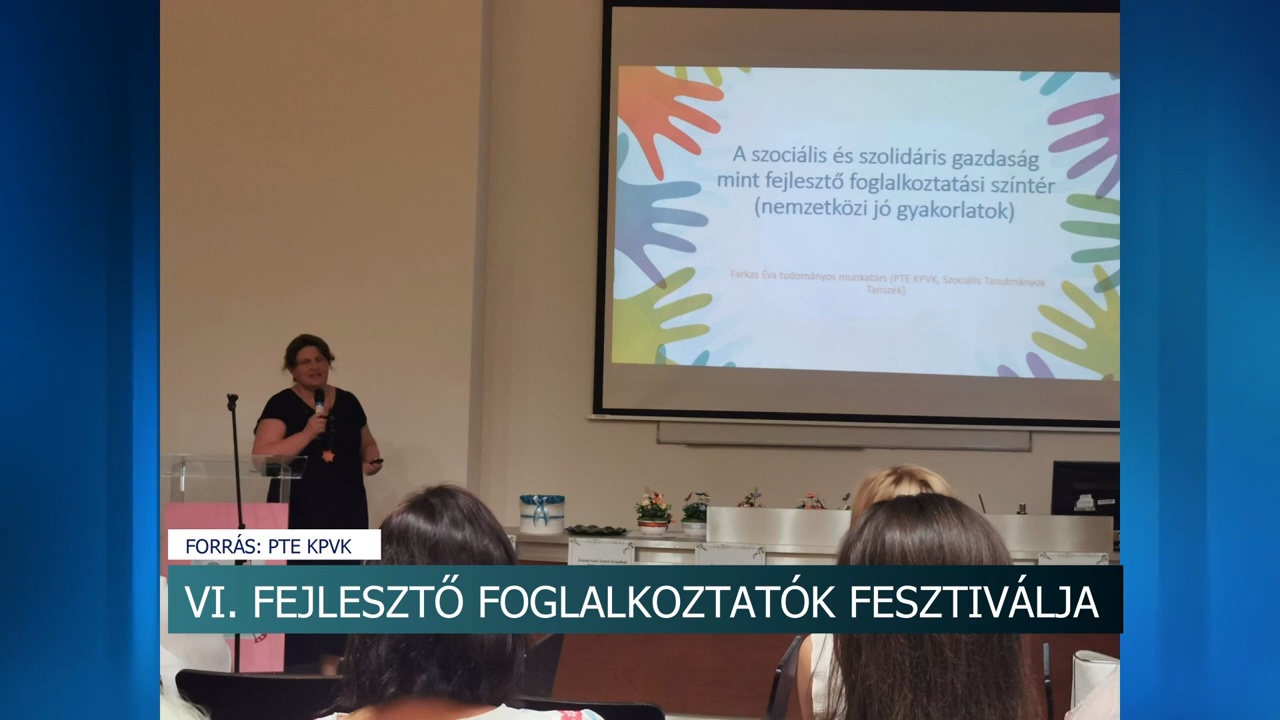 A szociális és szolidáris gazdaság
mint fejlesztő foglalkoztatási színtér
(nemzetközi jó gyakorlatok)
Farkas Éva tudományos munkatárs (PTE KPVK, Szociális Tanulmányok
Tanszék)
FORRÁS: PTE KPVK
VI. FEJLESZTŐ FOGLALKOZTATÓK FESZTIVÁLJA